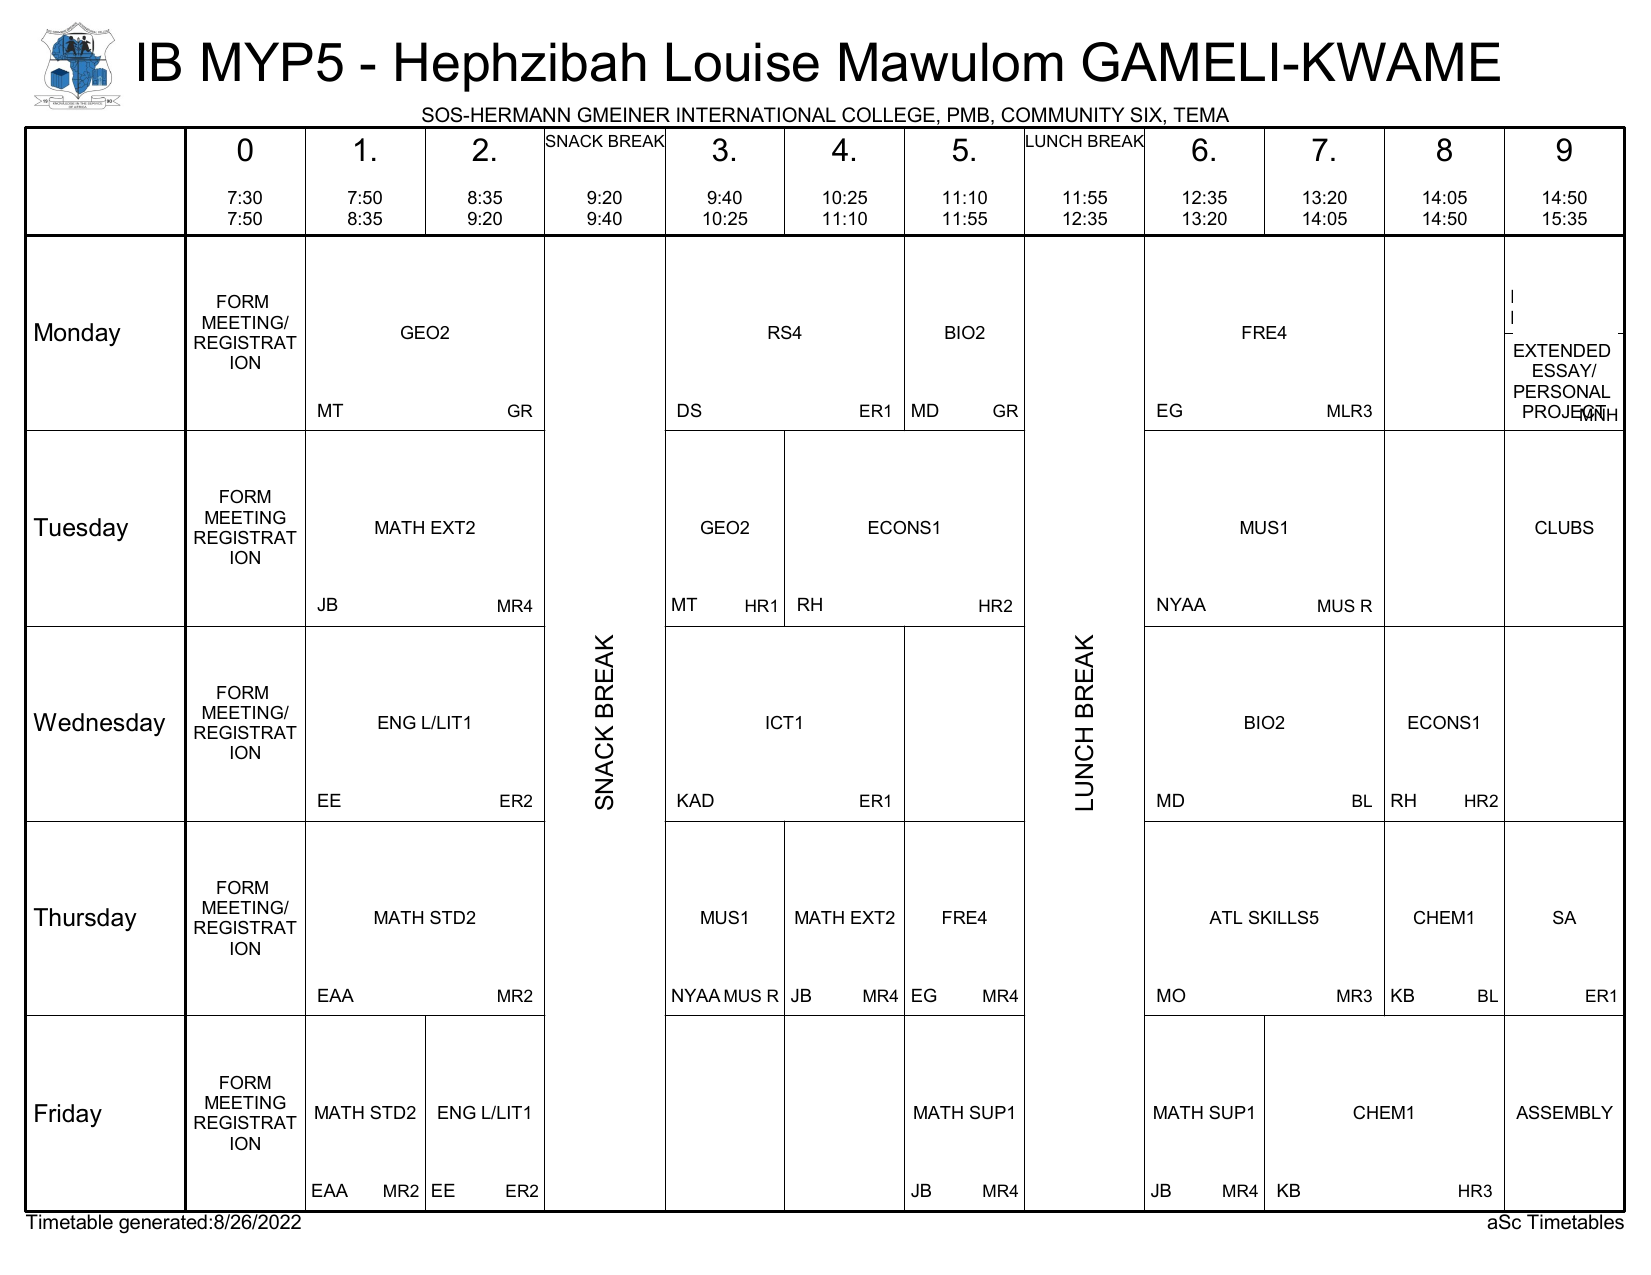 IB MYP5 - Hephzibah Louise Mawulom GAMELI-KWAME
SOS-HERMANN GMEINER INTERNATIONAL COLLEGE, PMB, COMMUNITY SIX, TEMA
0 1. 2. SNACK BREAK 3. 4. 5. LUNCH BREAK 6. 7. 8 9
7:30 7:50 8:35 9:20 9:40 10:25 11:10 11:55 12:35 13:20 14:05 14:50
7:50 8:35 9:20 9:40 10:25 11:10 11:55 12:35 13:20 14:05 14:50 15:35
Monday
FORM
MEETING/
REGISTRAT
ION
GEO2
MT GR
RS4
DS ER1
BIO2
MD GR
FRE4
EG MLR3
EXTENDED
ESSAY/
PERSONAL
PROJECT
MNH
Tuesday
FORM
MEETING
REGISTRAT
ION
MATH EXT2
JB MR4
GEO2
MT HR1
ECONS1
RH HR2
MUS1
NYAA MUS R
CLUBS
SNACK BREAK
LUNCH BREAK
Wednesday
FORM
MEETING/
REGISTRAT
ION
ENG L/LIT1
EE ER2
ICT1
KAD ER1
BIO2
MD BL
ECONS1
RH HR2
Thursday
FORM
MEETING/
REGISTRAT
ION
MATH STD2
EAA MR2
MUS1
NYAA MUS R
MATH EXT2
JB MR4
FRE4
EG MR4
ATL SKILLS5
MO MR3
CHEM1
KB BL
SA
ER1
Friday
FORM
MEETING
REGISTRAT
ION
MATH STD2
EAA MR2
ENG L/LIT1
EE ER2
MATH SUP1
JB MR4
MATH SUP1
JB MR4
CHEM1
KB HR3
ASSEMBLY
Timetable generated:8/26/2022
aSc Timetables